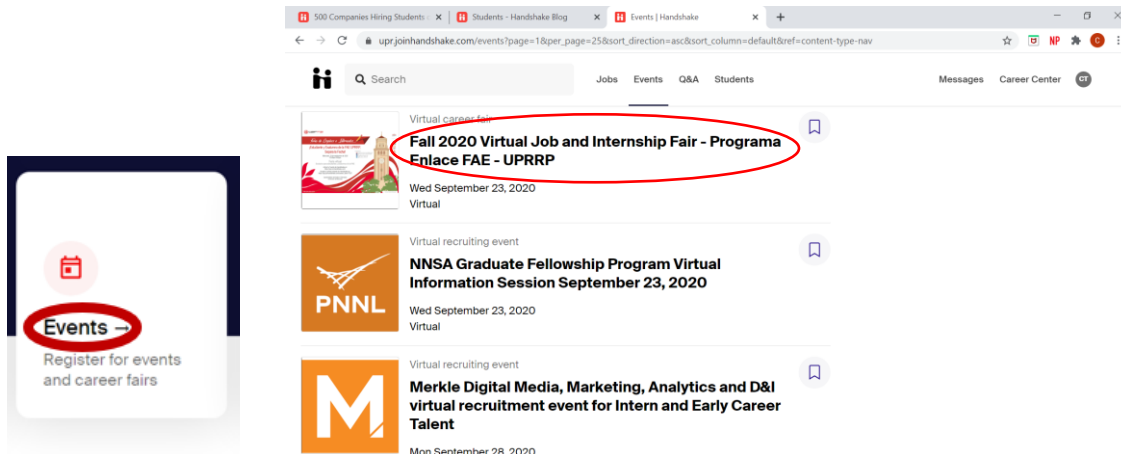 Events →
Register for events
and career fairs
500 Companies Hiring Students
Students - Handshake Blog
Events | Handshake
upr.joinhandshake.com/events?page=1&per_page=25&sort_direction=asc&sort_column=default&ref=content-type-nav
NP
C
Search
Jobs Events Q&A Students
Messages Career Center CT
Virtual career fair
Fall 2020 Virtual Job and Internship Fair - Programa
Enlace FAE - UPRRP
Wed September 23, 2020
Virtual
Virtual recruiting event
NNSA Graduate Fellowship Program Virtual
Information Session September 23, 2020
Wed September 23, 2020
Virtual
PNNL
Virtual recruiting event
Merkle Digital Media, Marketing, Analytics and D&I
virtual recruitment event for Intern and Early Career
Talent
Mon September 28, 2020
M